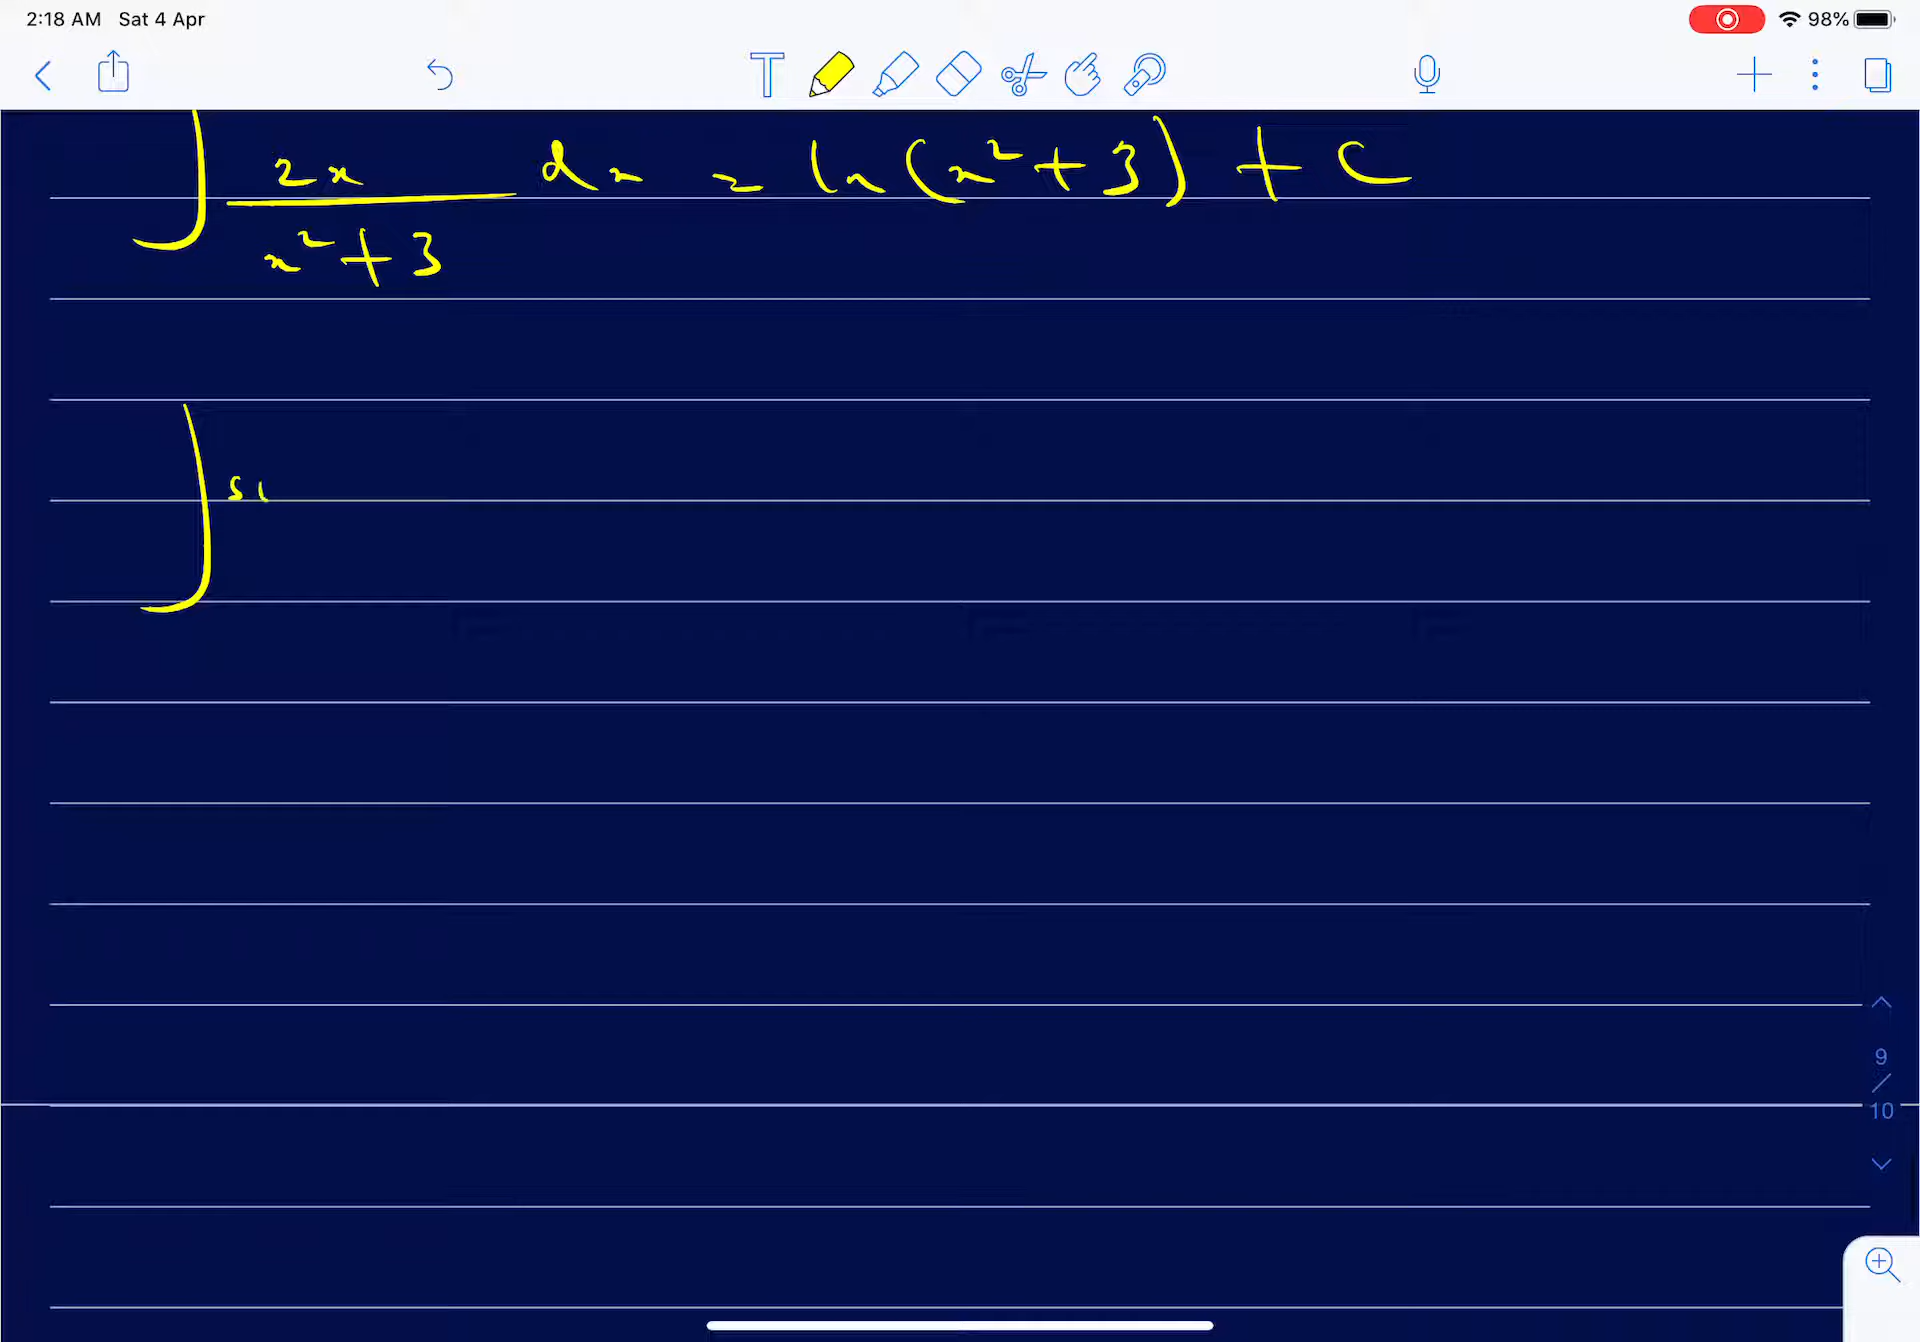 2:18 AM Sat 4 Apr 98%
∫ 2x / x² + 3 dx = ln(x² + 3) + C
∫ si
9 / 10